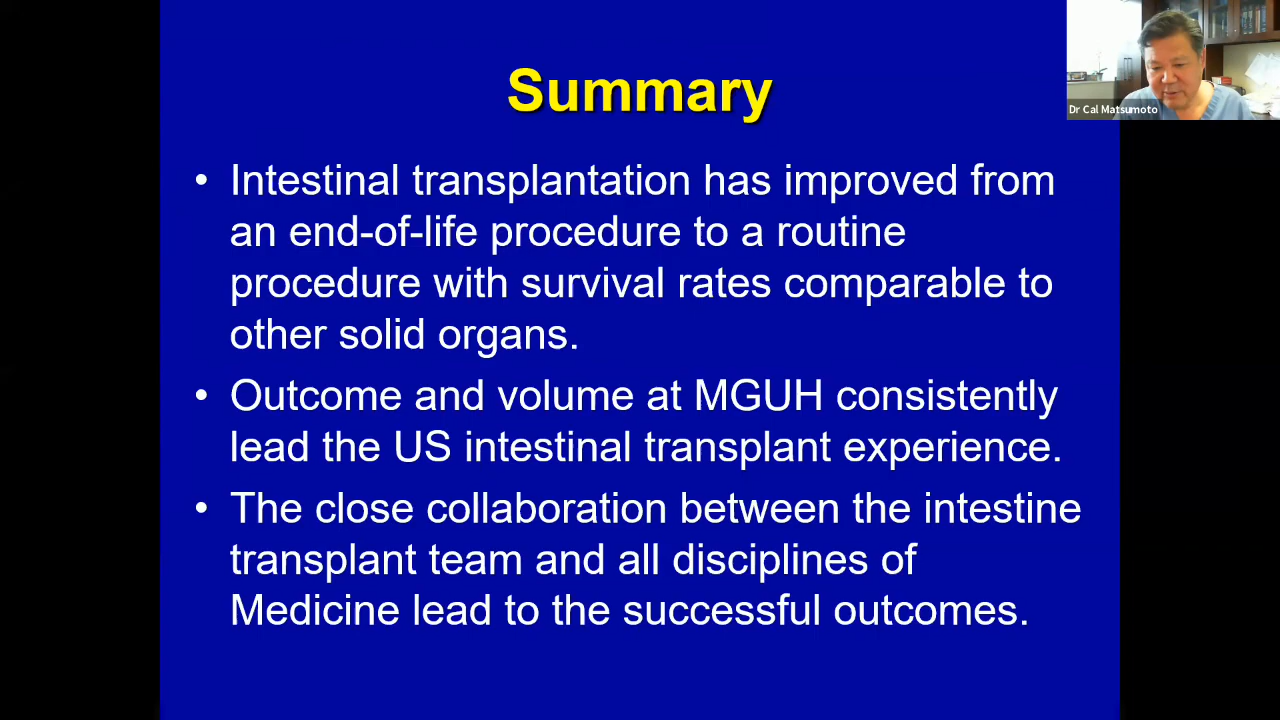 Summary
• Intestinal transplantation has improved from
an end-of-life procedure to a routine
procedure with survival rates comparable to
other solid organs.
• Outcome and volume at MGUH consistently
lead the US intestinal transplant experience.
• The close collaboration between the intestine
transplant team and all disciplines of
Medicine lead to the successful outcomes.
Dr Cal Matsumoto